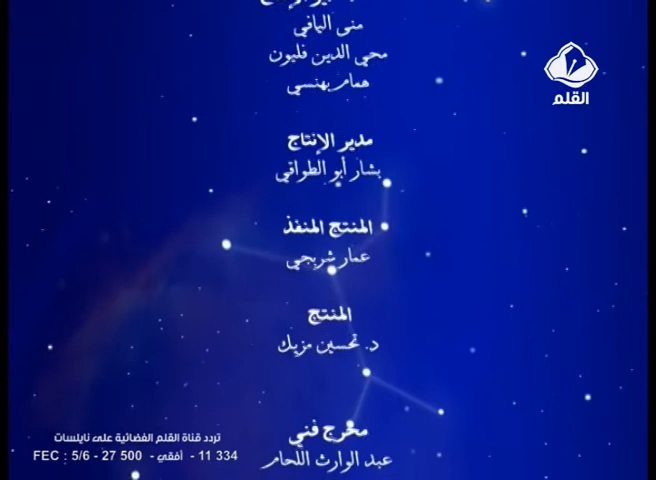 منى اليافي
محي الدين فليون
همام بهنسي
مدير الإنتاج
بشار أبو الطواقي
المنتج المنفذ
عمار شربجي
المنتج
د. تحسين مزيك
مخرج فني
عبد الوارث اللحام
القلم
تردد قناة القلم الفضائية على نايلسات
11 334 - أفقي - 27 500 - FEC : 5/6